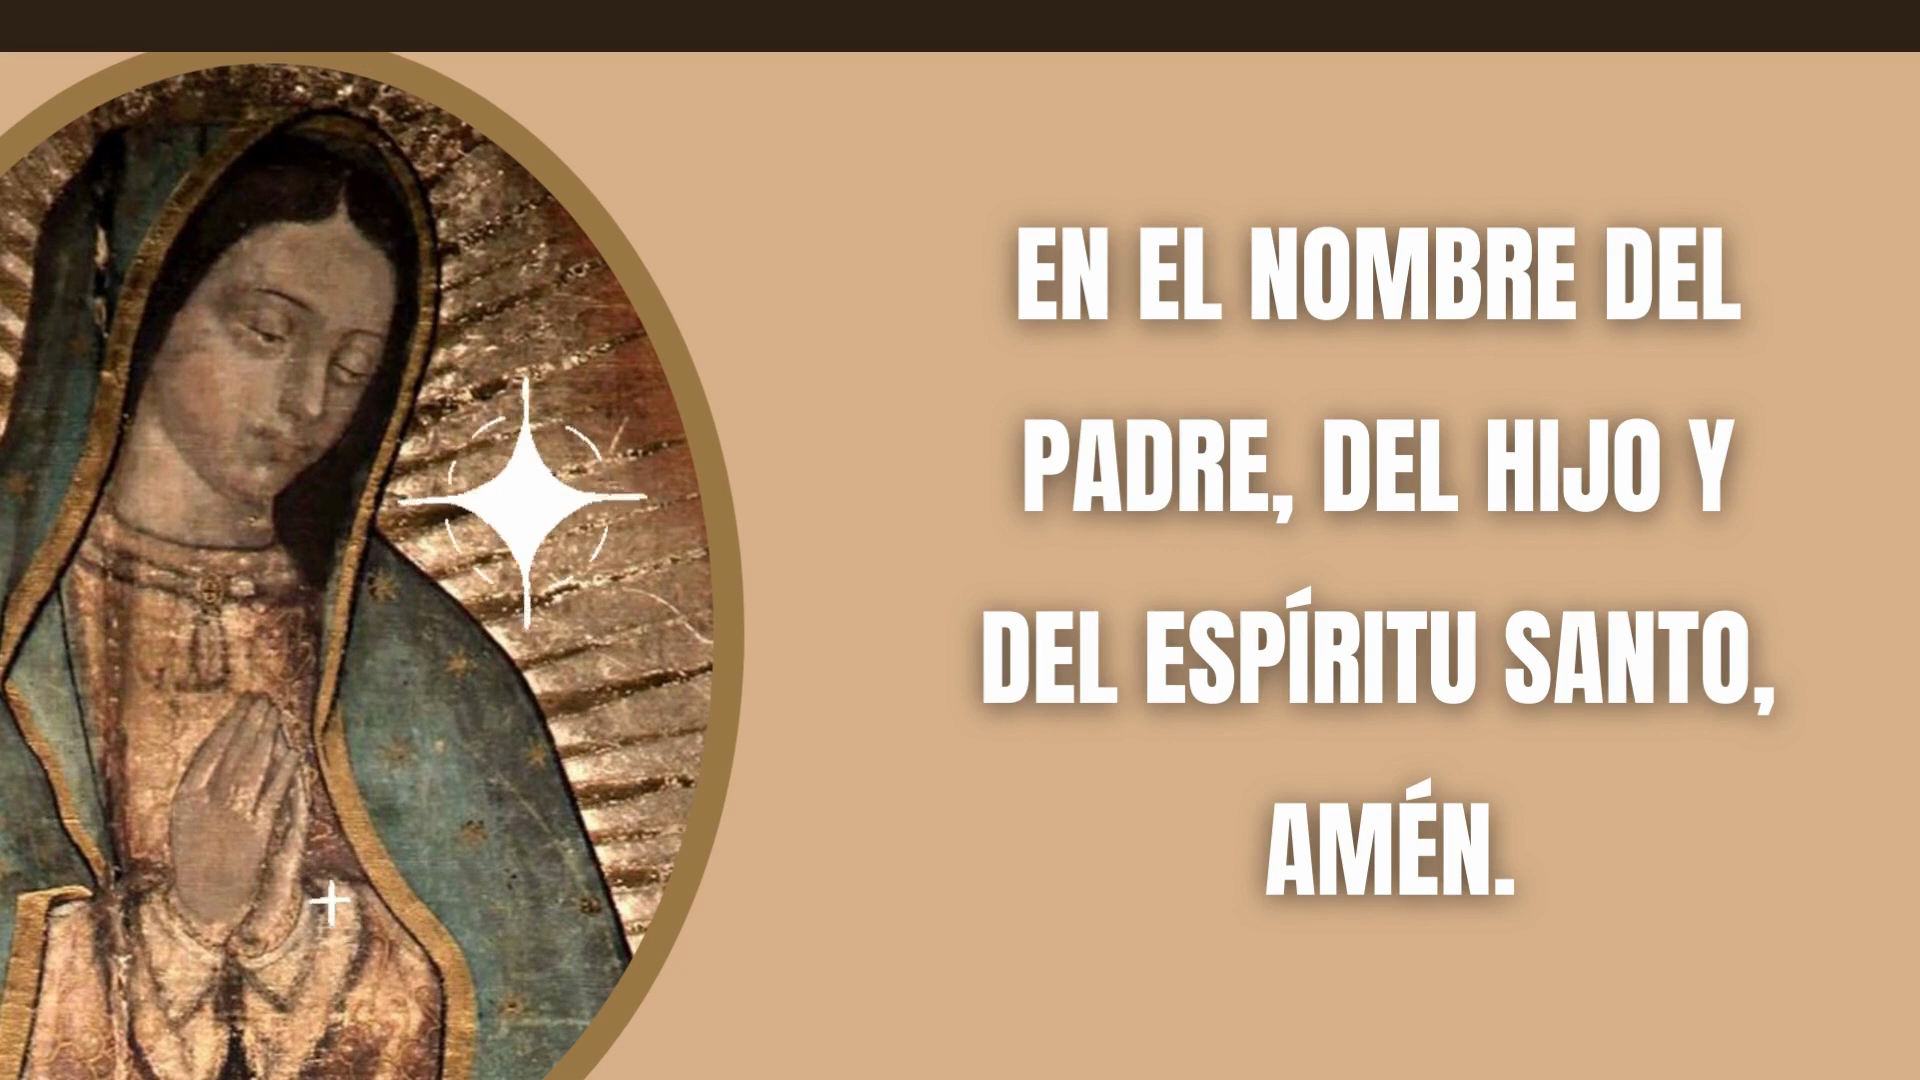 EN EL NOMBRE DEL
PADRE, DEL HIJO Y
DEL ESPÍRITU SANTO,
AMÉN.